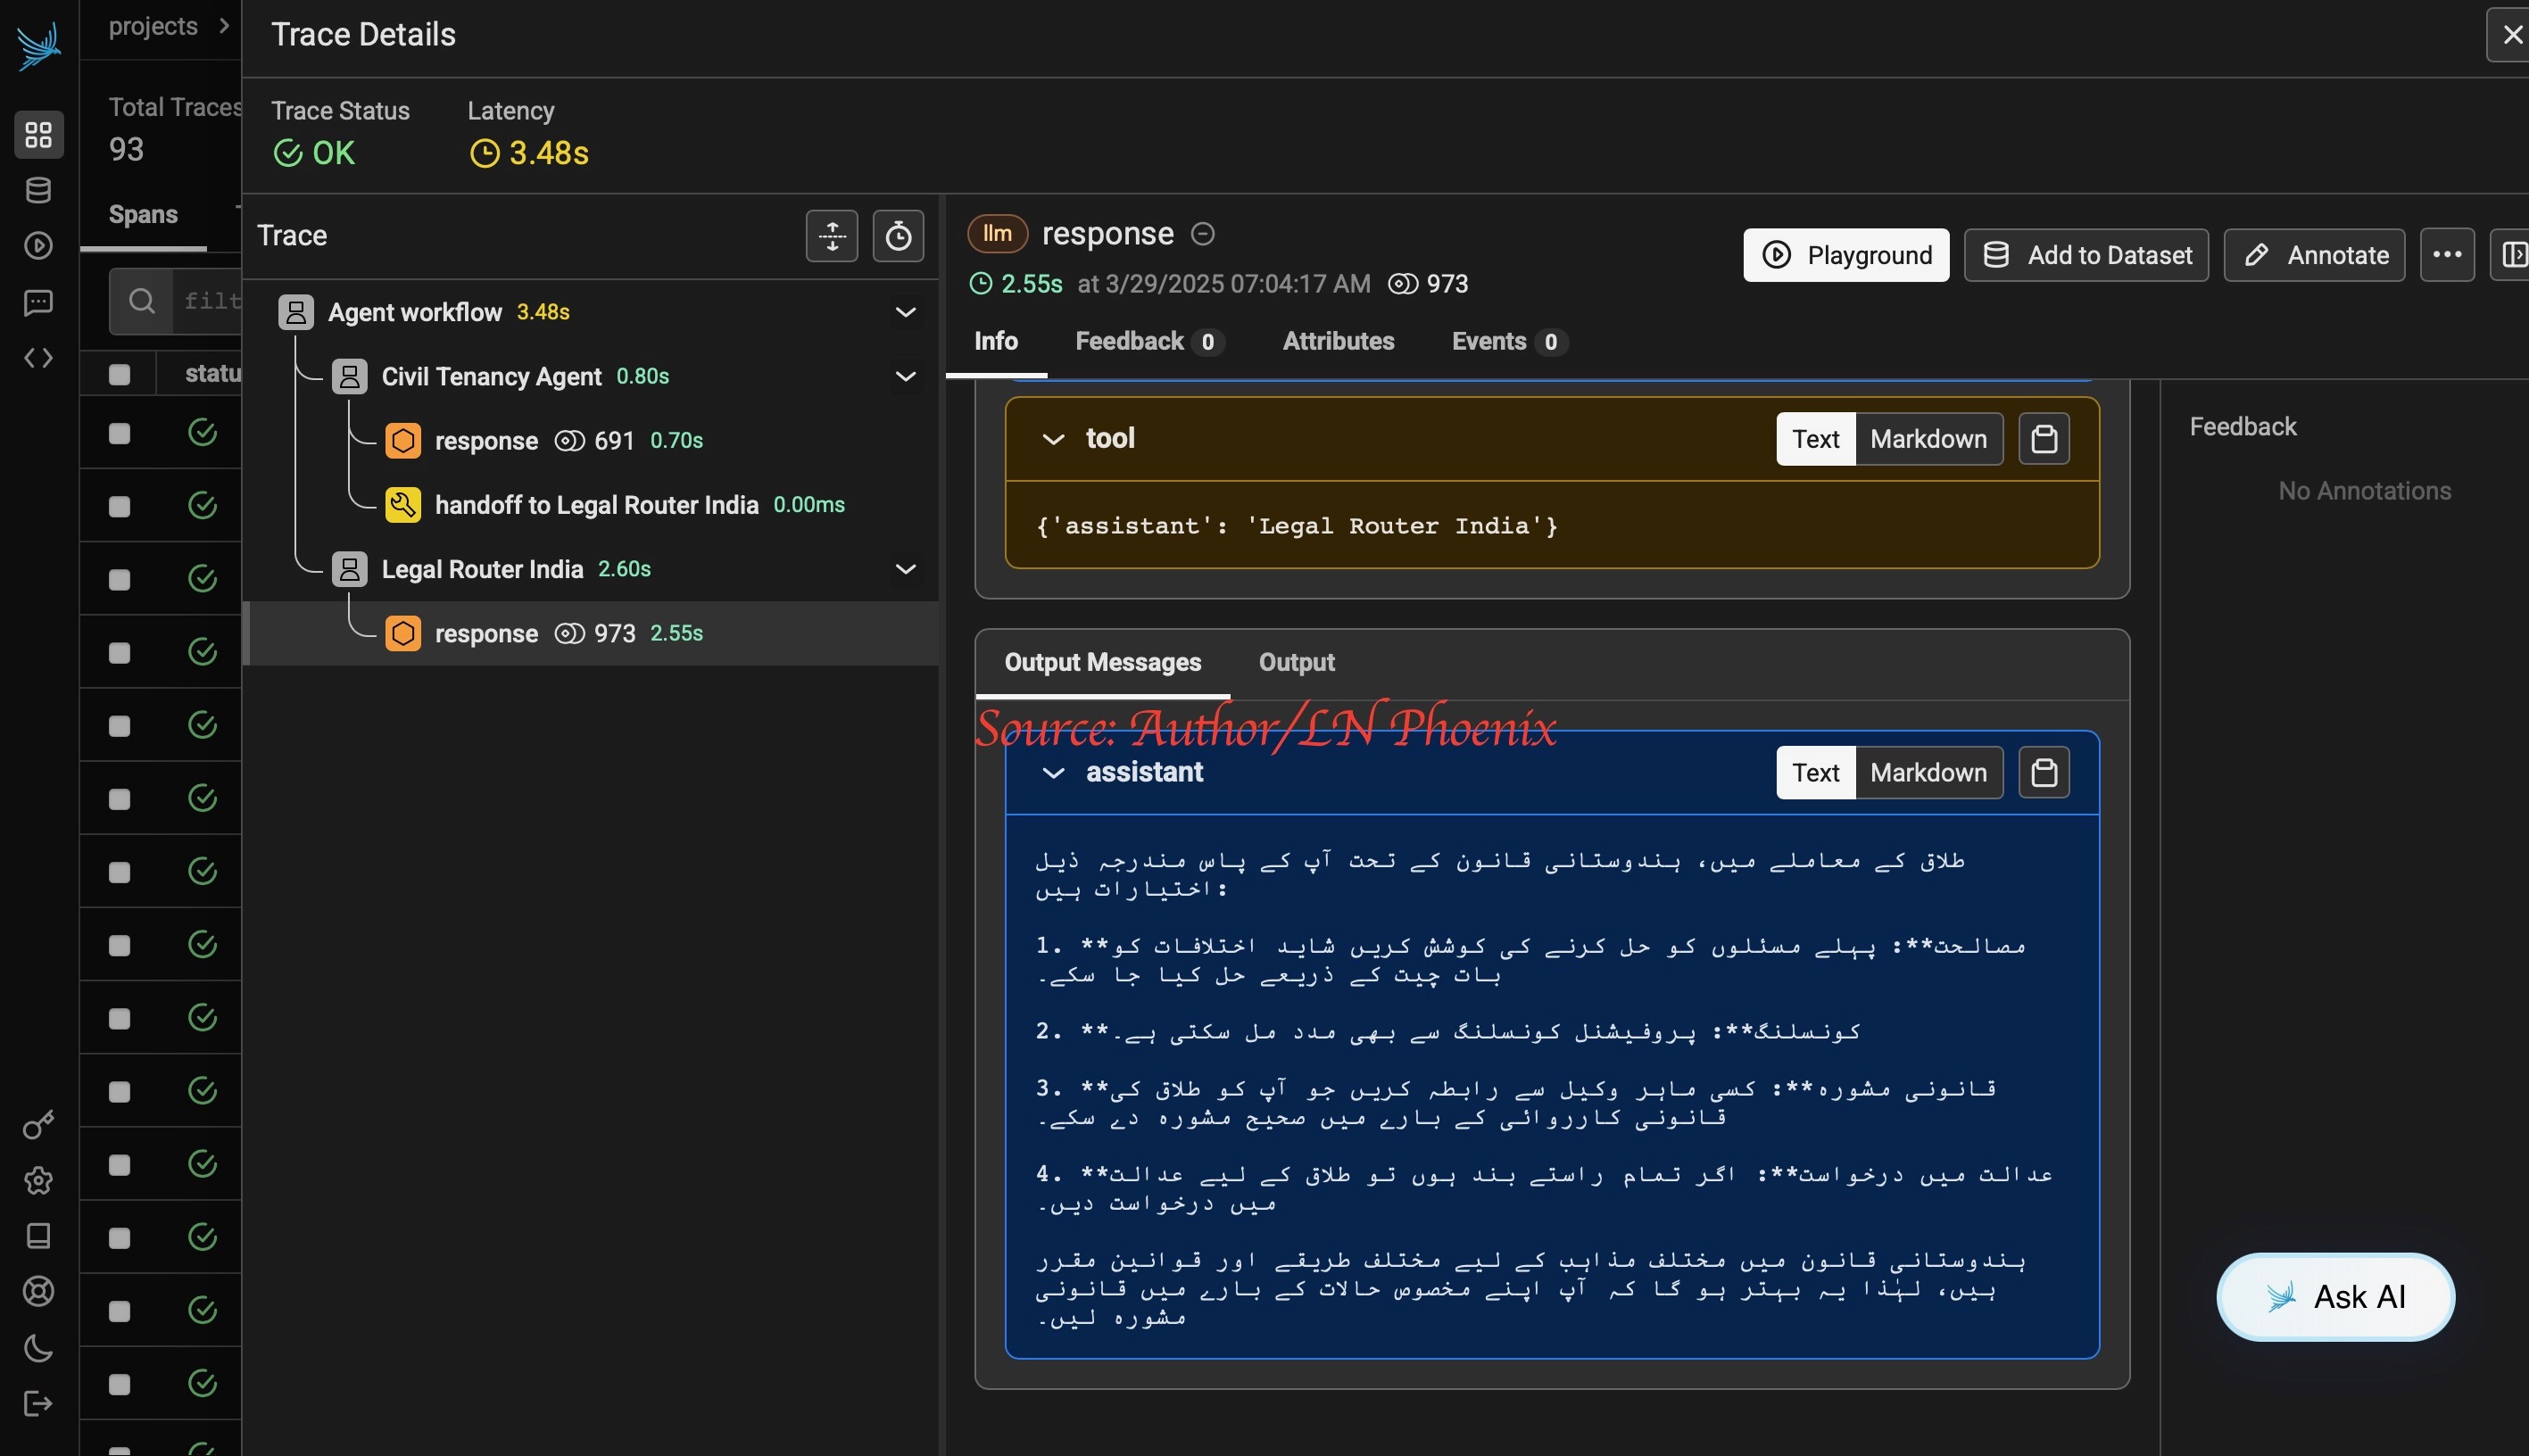 projects
Total Traces
93
Spans
filt
statu
Trace Details
Trace Status
Latency
OK
3.48s
Trace
Agent workflow 3.48s
Civil Tenancy Agent 0.80s
response 691 0.70s
handoff to Legal Router India 0.00ms
Legal Router India 2.60s
response 973 2.55s
llm response
2.55s at 3/29/2025 07:04:17 AM 973
Playground
Add to Dataset
Annotate
Info
Feedback 0
Attributes
Events 0
tool
Text Markdown
{'assistant': 'Legal Router India'}
Output Messages
Output
Source: Author/LN Phoenix
assistant
Text Markdown
طلاق کے معاملے میں، ہندوستانی قانون کے تحت آپ کے پاس مندرجہ ذیل
اختیارات ہیں:
1. **مصالحت**: پہلے مسئلوں کو حل کرنے کی کوشش کریں شاید اختلافات کو
بات چیت کے ذریعے حل کیا جا سکے۔
2. **کونسلنگ**: پروفیشنل کونسلنگ سے بھی مدد مل سکتی ہے۔
3. **قانونی مشورہ**: کسی ماہر وکیل سے رابطہ کریں جو آپ کو طلاق کی
قانونی کارروائی کے بارے میں صحیح مشورہ دے سکے۔
4. **عدالت میں درخواست**: اگر تمام راستے بند ہوں تو طلاق کے لیے عدالت
میں درخواست دیں۔
ہندوستانی قانون میں مختلف مذاہب کے لیے مختلف طریقے اور قوانین مقرر
ہیں، لہٰذا یہ بہتر ہو گا کہ آپ اپنے مخصوص حالات کے بارے میں قانونی
مشورہ لیں۔
Feedback
No Annotations
Ask AI